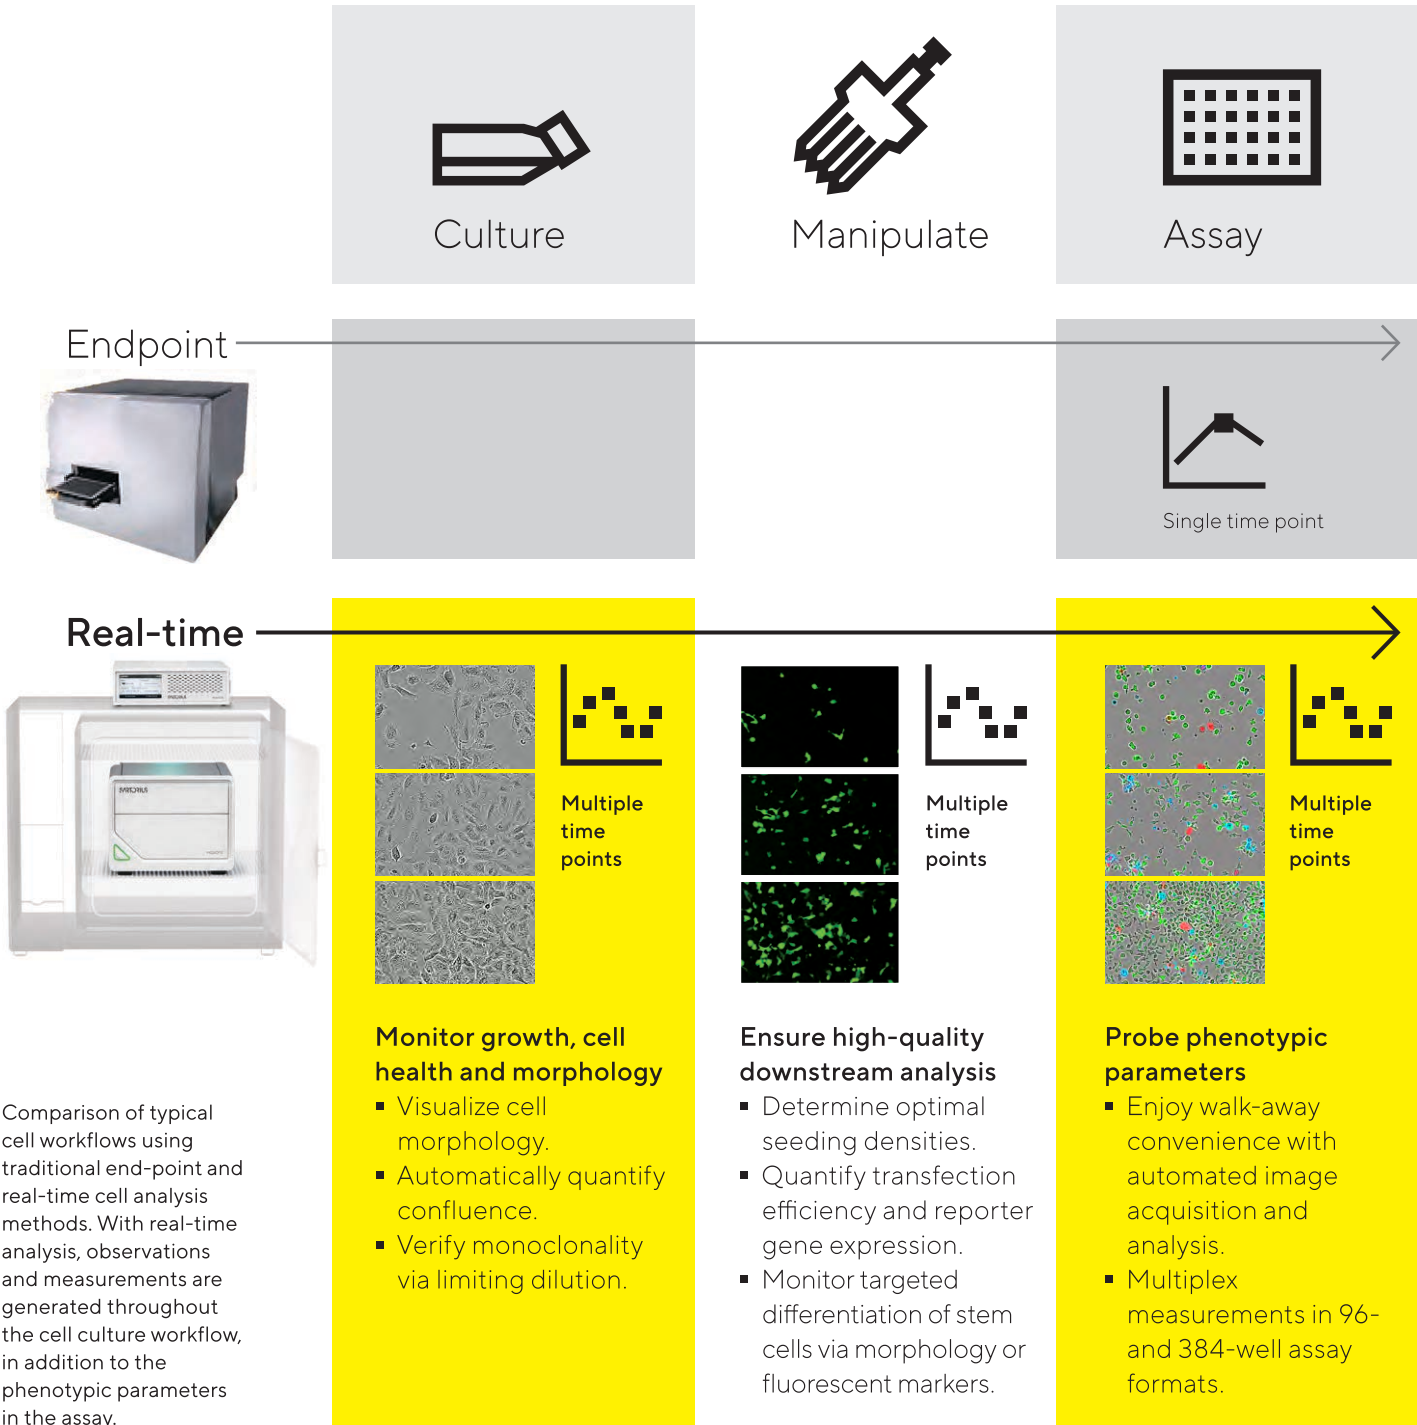 Culture
Manipulate
Assay
Endpoint
Single time point
Real-time
SARTORIUS
Multiple
time
points
Multiple
time
points
Multiple
time
points
Monitor growth, cell
health and morphology
▪ Visualize cell
morphology.
▪ Automatically quantify
confluence.
▪ Verify monoclonality
via limiting dilution.
Ensure high-quality
downstream analysis
▪ Determine optimal
seeding densities.
▪ Quantify transfection
efficiency and reporter
gene expression.
▪ Monitor targeted
differentiation of stem
cells via morphology or
fluorescent markers.
Probe phenotypic
parameters
▪ Enjoy walk-away
convenience with
automated image
acquisition and
analysis.
▪ Multiplex
measurements in 96-
and 384-well assay
formats.
Comparison of typical
cell workflows using
traditional end-point and
real-time cell analysis
methods. With real-time
analysis, observations
and measurements are
generated throughout
the cell culture workflow,
in addition to the
phenotypic parameters
in the assay.